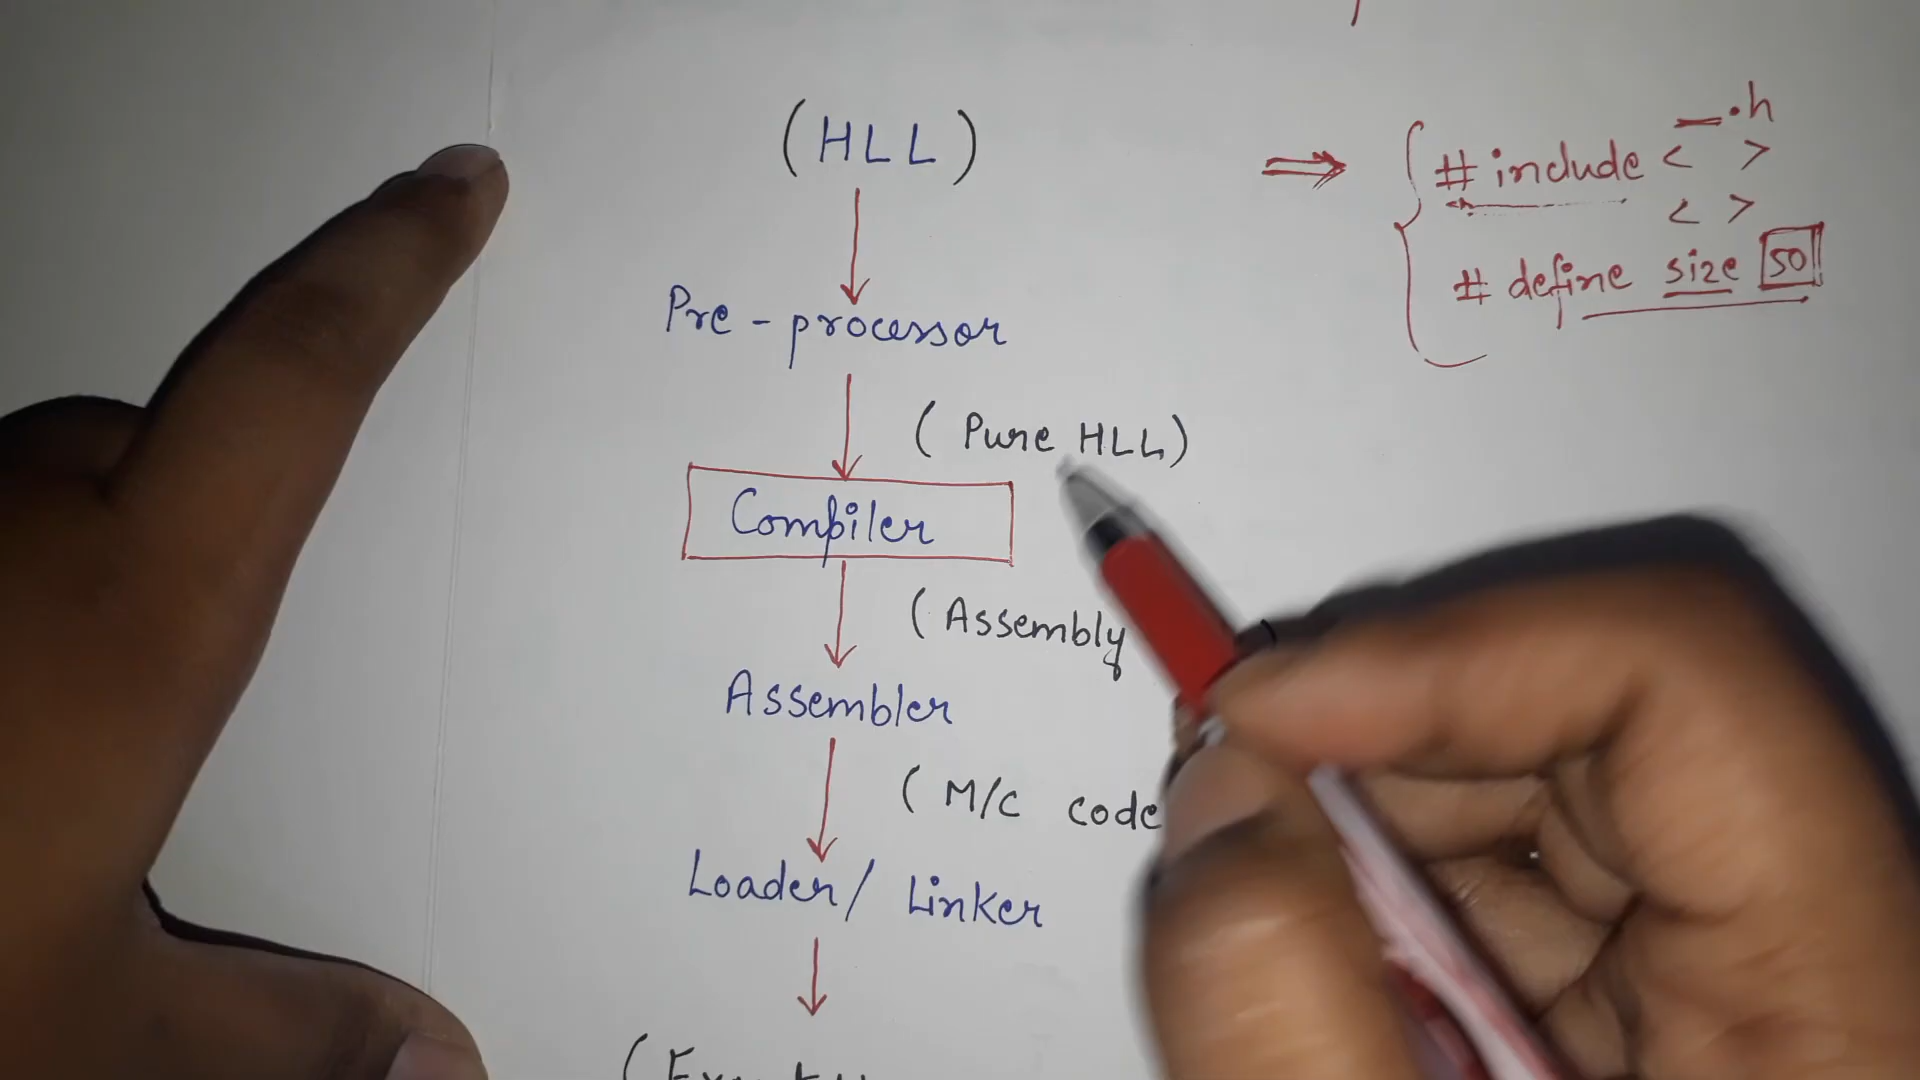 (HLL)
Pre-processor
(Pure HLL)
Compiler
(Assembly
Assembler
(M/C code
Loader/Linker
_.h
#include < >
< >
#define size 50